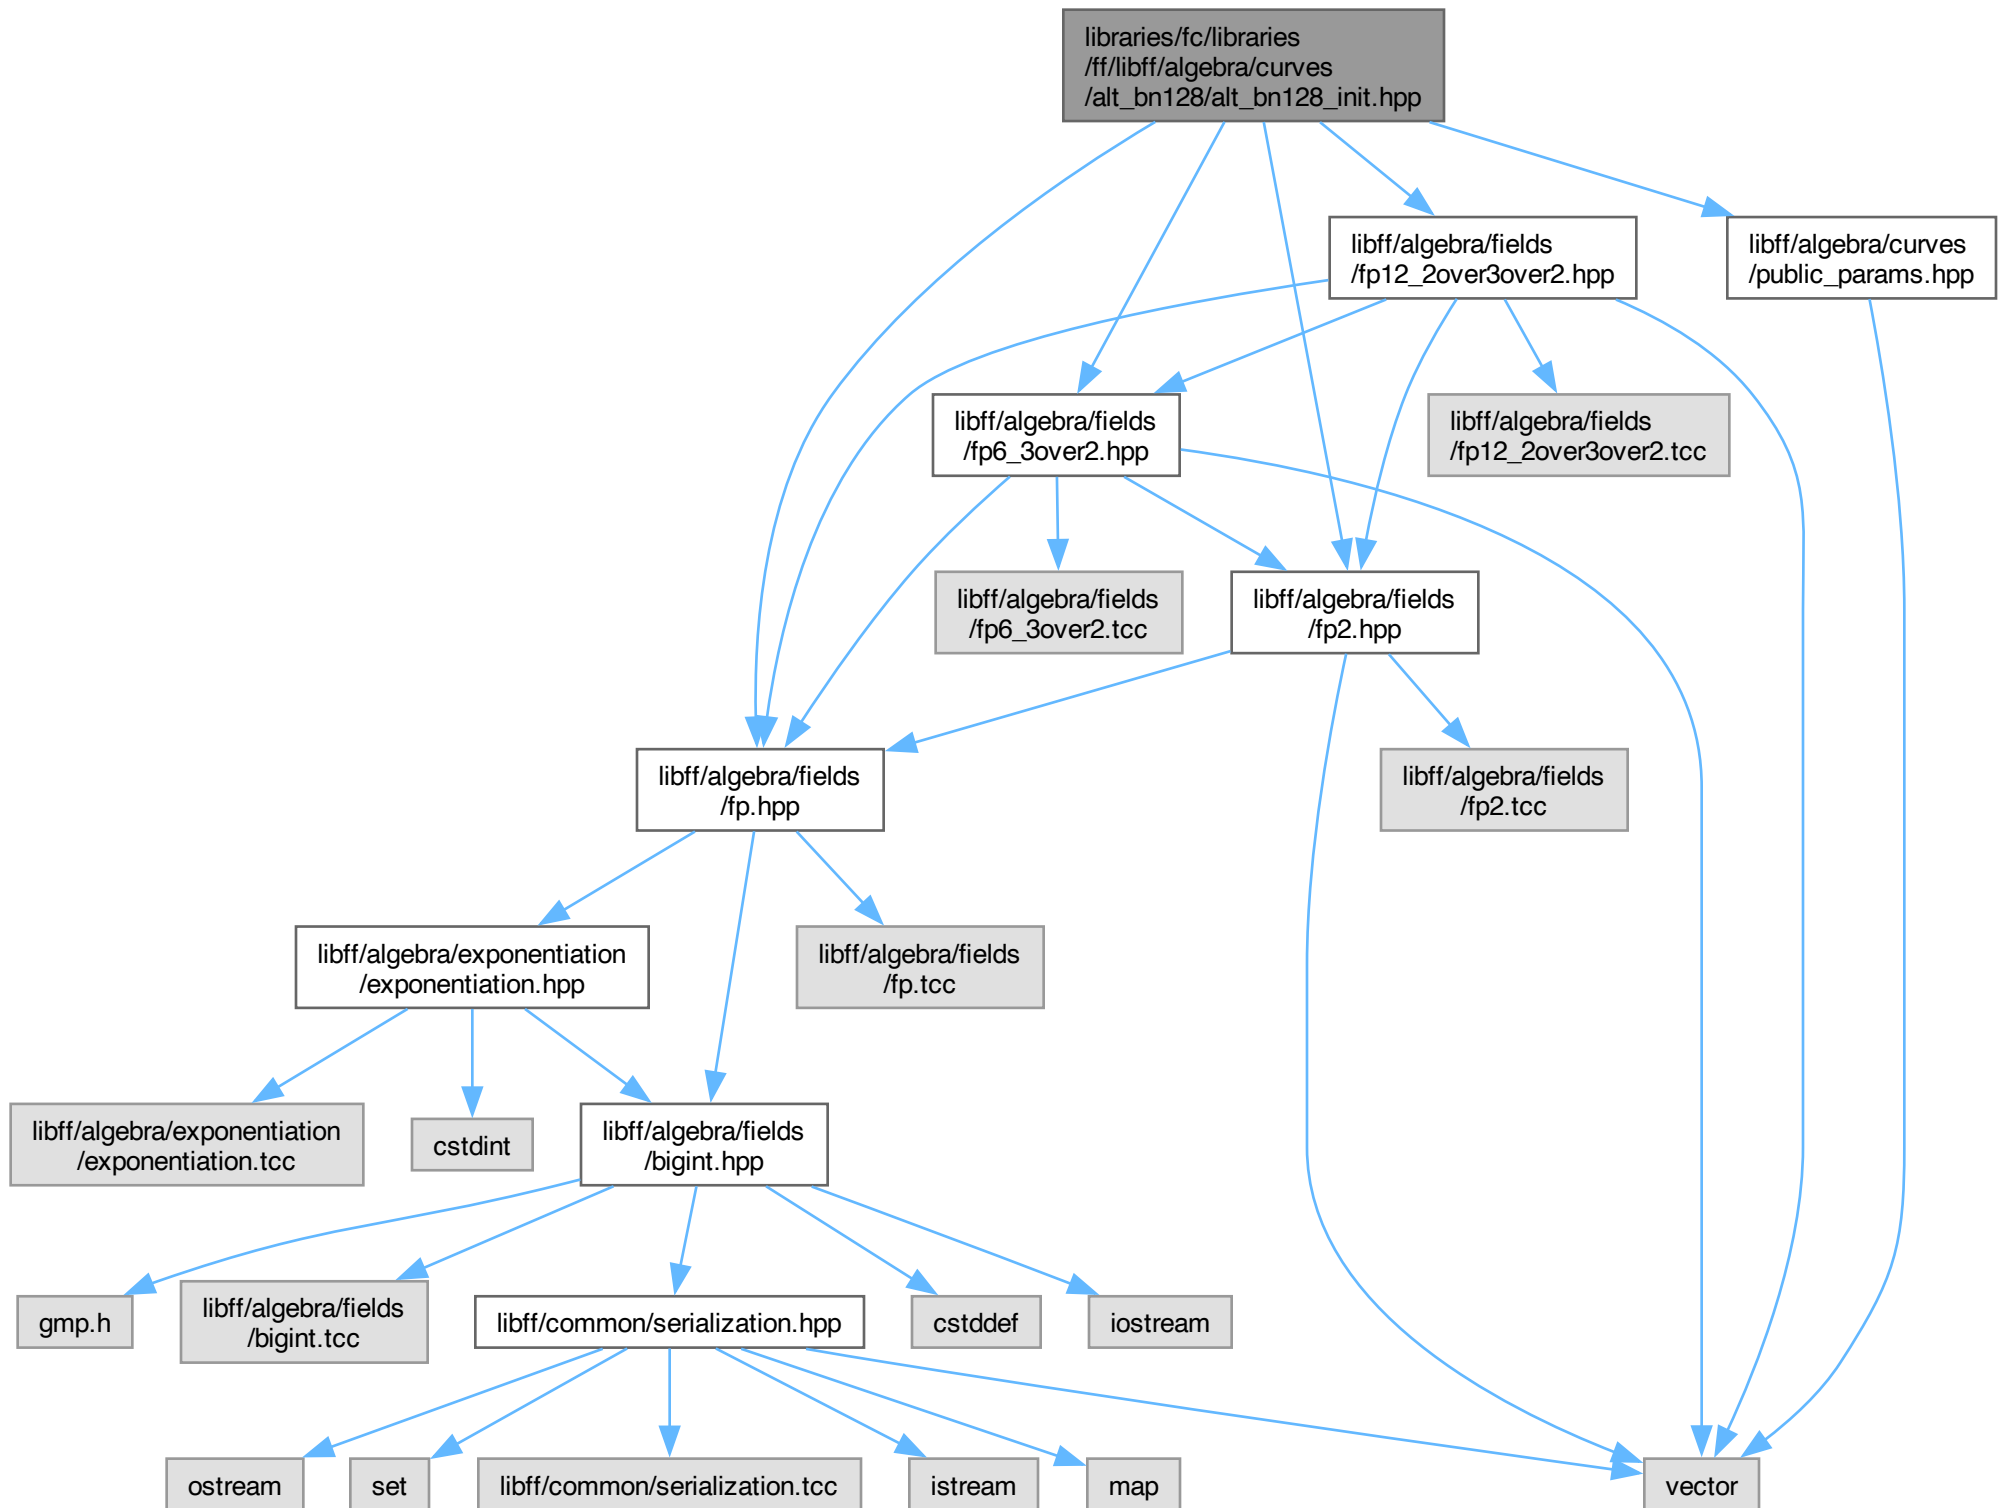 libraries/fc/libraries
/ff/libff/algebra/curves
/alt_bn128/alt_bn128_init.hpp
libff/algebra/fields
/fp12_2over3over2.hpp
libff/algebra/curves
/public_params.hpp
libff/algebra/fields
/fp6_3over2.hpp
libff/algebra/fields
/fp12_2over3over2.tcc
libff/algebra/fields
/fp6_3over2.tcc
libff/algebra/fields
/fp2.hpp
libff/algebra/fields
/fp.hpp
libff/algebra/fields
/fp2.tcc
libff/algebra/exponentiation
/exponentiation.hpp
libff/algebra/fields
/fp.tcc
libff/algebra/exponentiation
/exponentiation.tcc
cstdint
libff/algebra/fields
/bigint.hpp
gmp.h
libff/algebra/fields
/bigint.tcc
libff/common/serialization.hpp
cstddef
iostream
ostream
set
libff/common/serialization.tcc
istream
map
vector